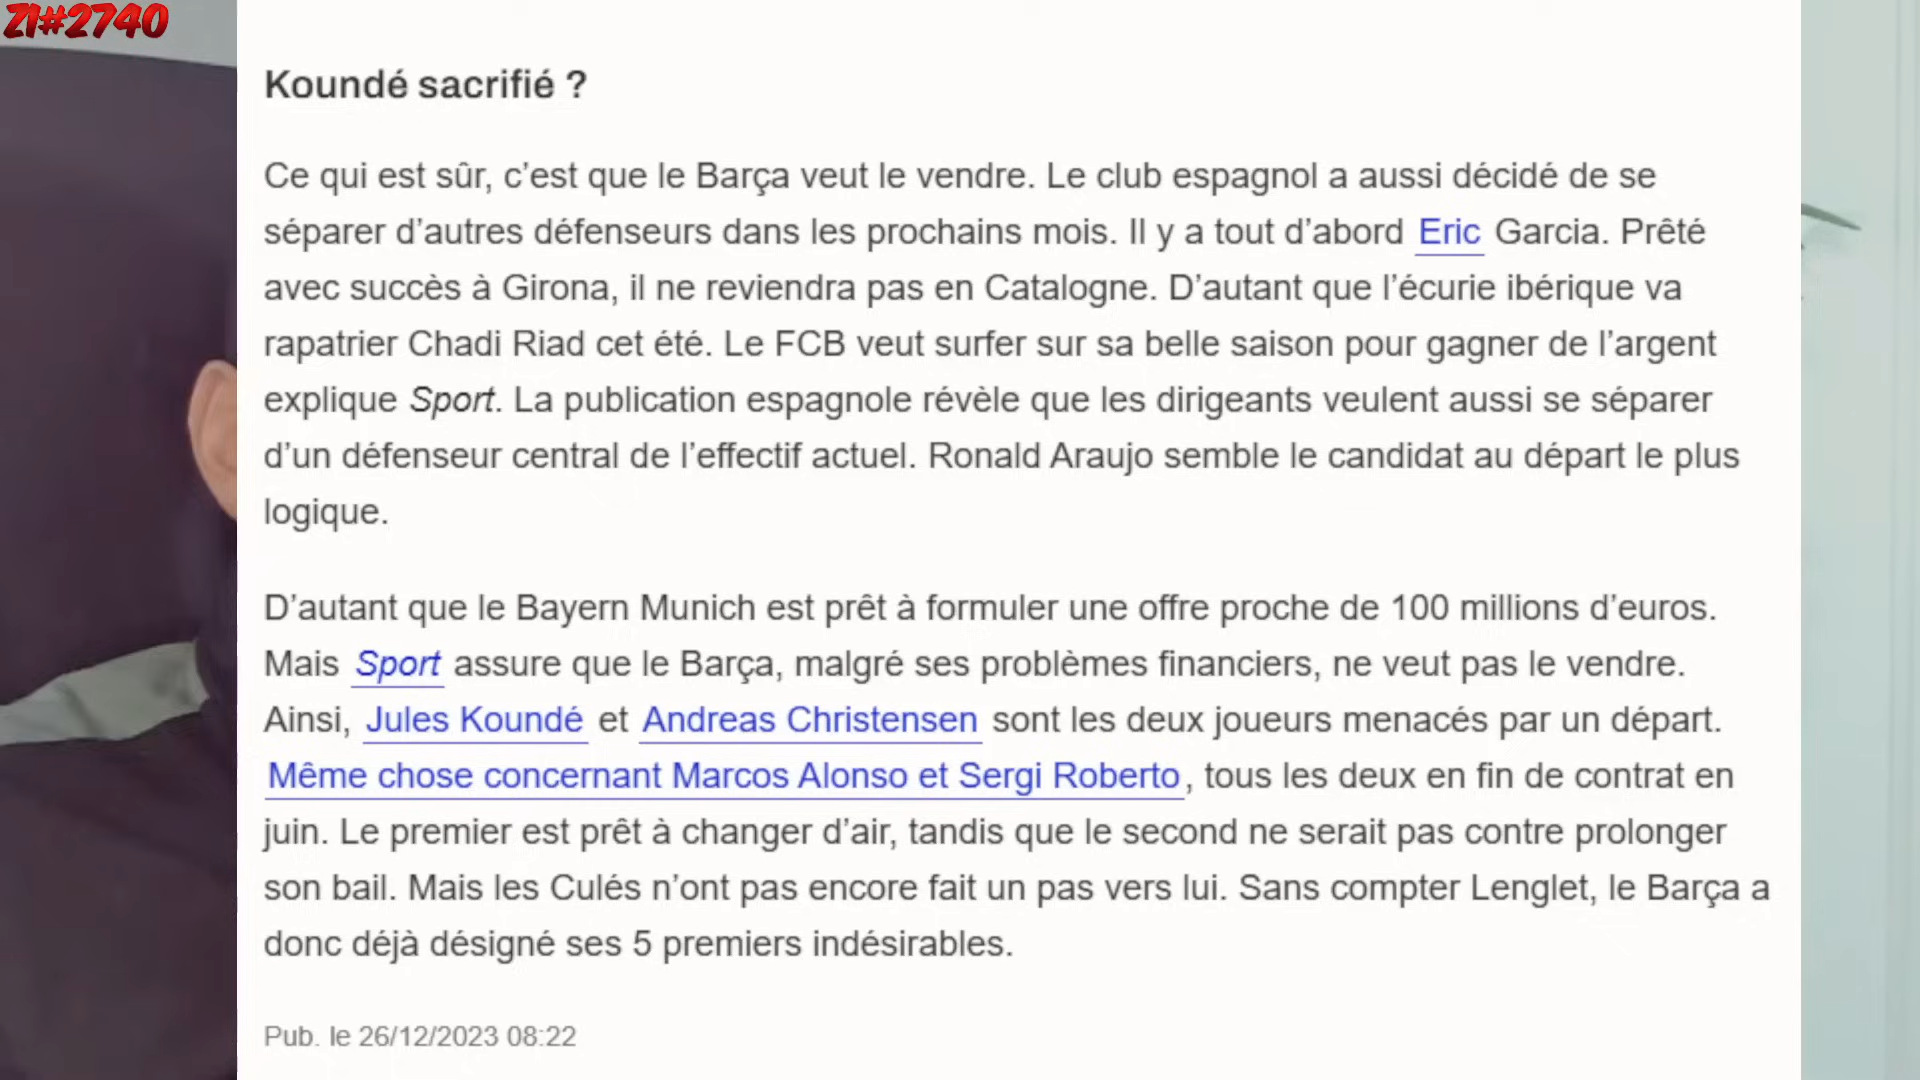 Z1#2740
Koundé sacrifié ?
Ce qui est sûr, c’est que le Barça veut le vendre. Le club espagnol a aussi décidé de se
séparer d’autres défenseurs dans les prochains mois. Il y a tout d’abord Eric Garcia. Prêté
avec succès à Girona, il ne reviendra pas en Catalogne. D’autant que l’écurie ibérique va
rapatrier Chadi Riad cet été. Le FCB veut surfer sur sa belle saison pour gagner de l’argent
explique Sport. La publication espagnole révèle que les dirigeants veulent aussi se séparer
d’un défenseur central de l’effectif actuel. Ronald Araujo semble le candidat au départ le plus
logique.
D’autant que le Bayern Munich est prêt à formuler une offre proche de 100 millions d’euros.
Mais Sport assure que le Barça, malgré ses problèmes financiers, ne veut pas le vendre.
Ainsi, Jules Koundé et Andreas Christensen sont les deux joueurs menacés par un départ.
Même chose concernant Marcos Alonso et Sergi Roberto, tous les deux en fin de contrat en
juin. Le premier est prêt à changer d’air, tandis que le second ne serait pas contre prolonger
son bail. Mais les Culés n’ont pas encore fait un pas vers lui. Sans compter Lenglet, le Barça a
donc déjà désigné ses 5 premiers indésirables.
Pub. le 26/12/2023 08:22